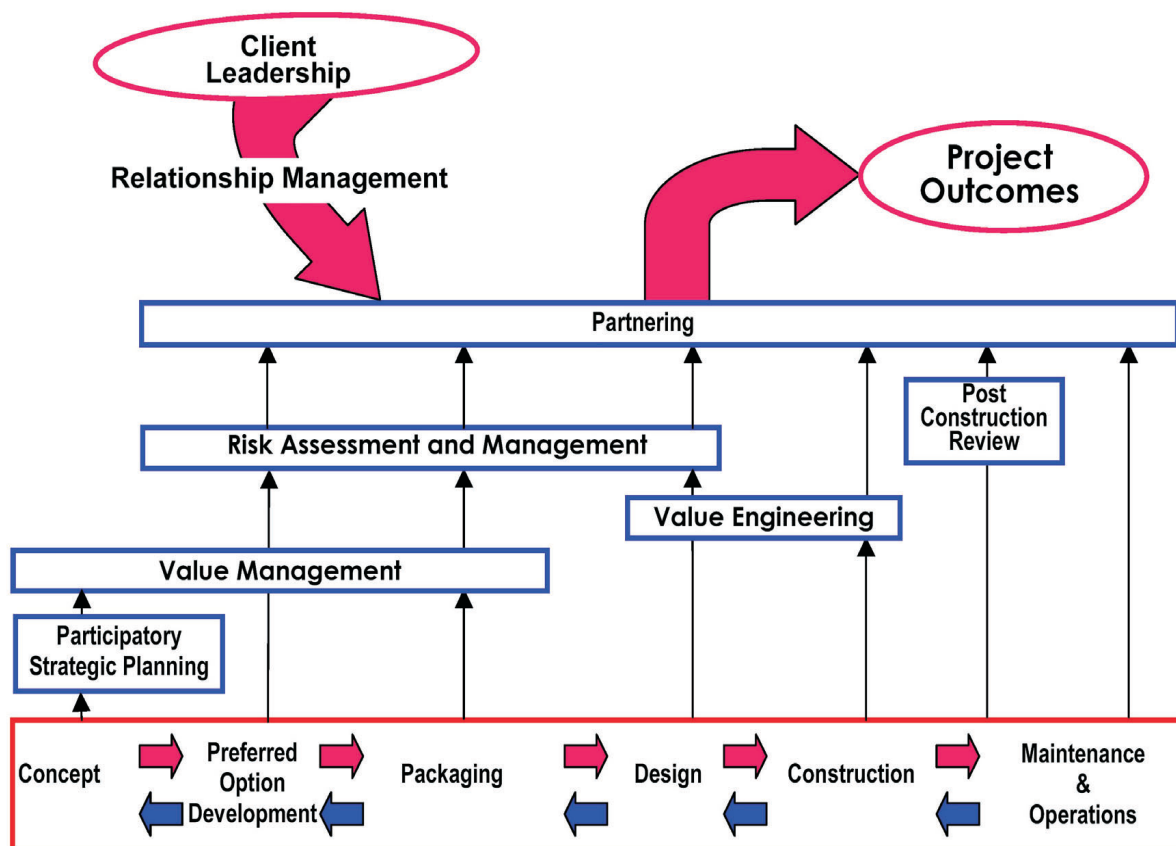 Client
Leadership
Relationship Management
Project
Outcomes
Partnering
Post
Construction
Review
Risk Assessment and Management
Value Engineering
Value Management
Participatory
Strategic Planning
Concept
Preferred
Option
Development
Packaging
Design
Construction
Maintenance
&
Operations